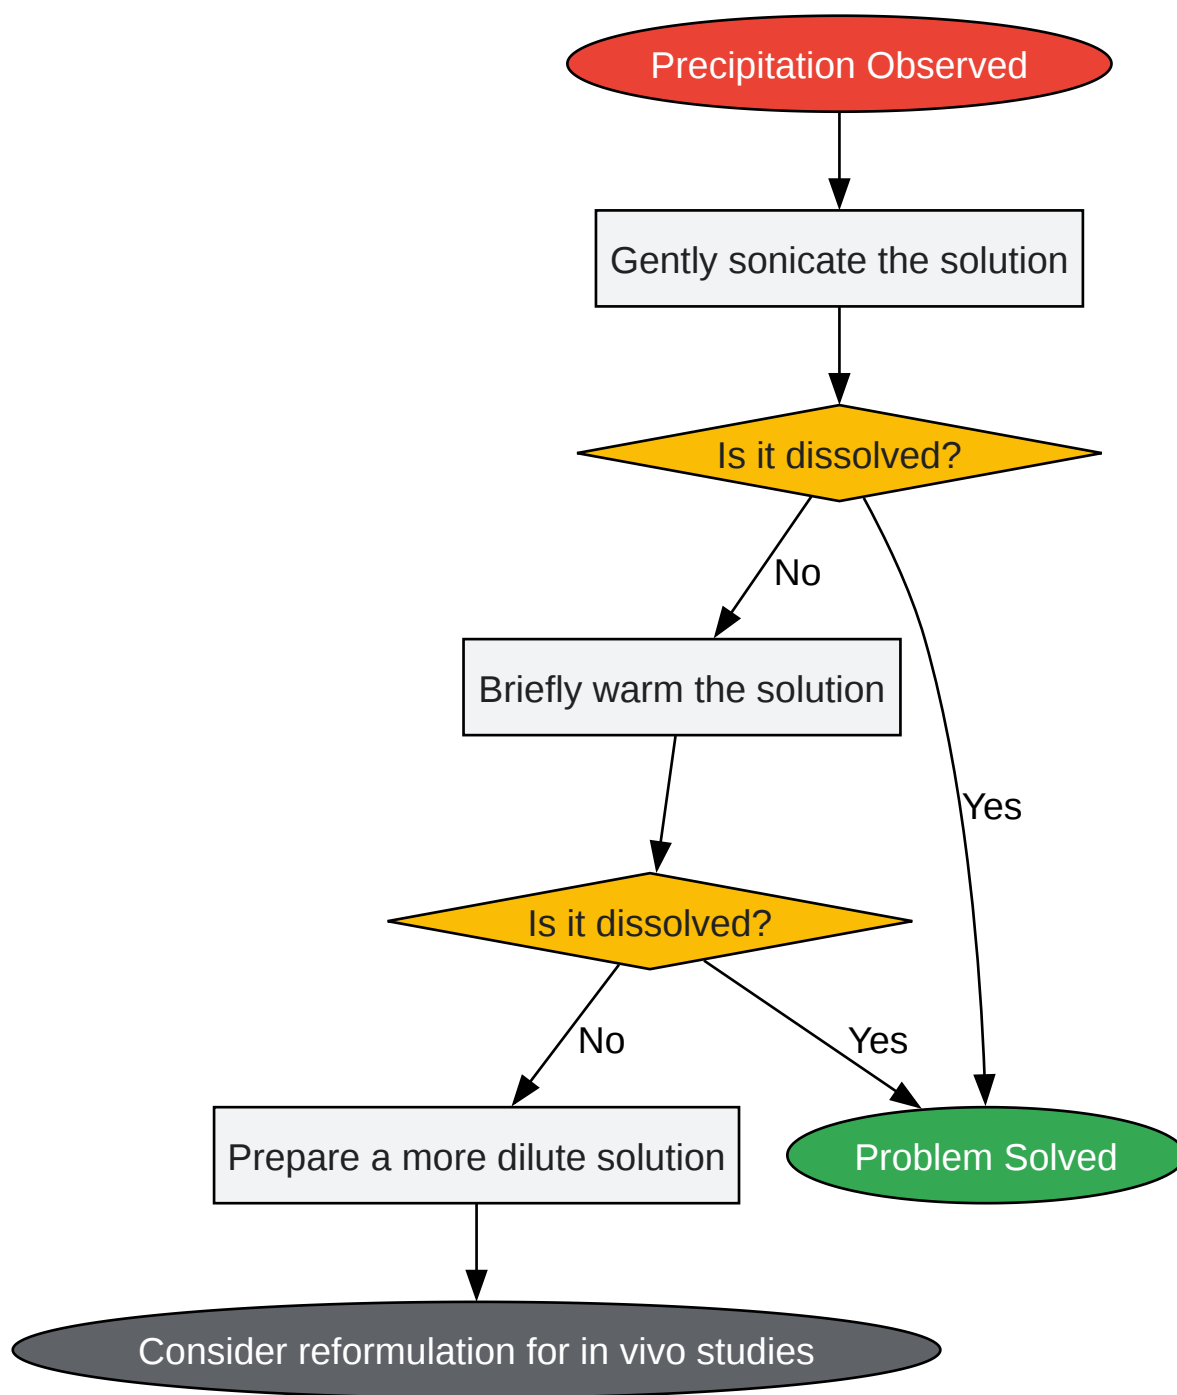 Precipitation Observed
Gently sonicate the solution
Is it dissolved?
No
Briefly warm the solution
Yes
Is it dissolved?
No
Yes
Prepare a more dilute solution
Problem Solved
Consider reformulation for in vivo studies